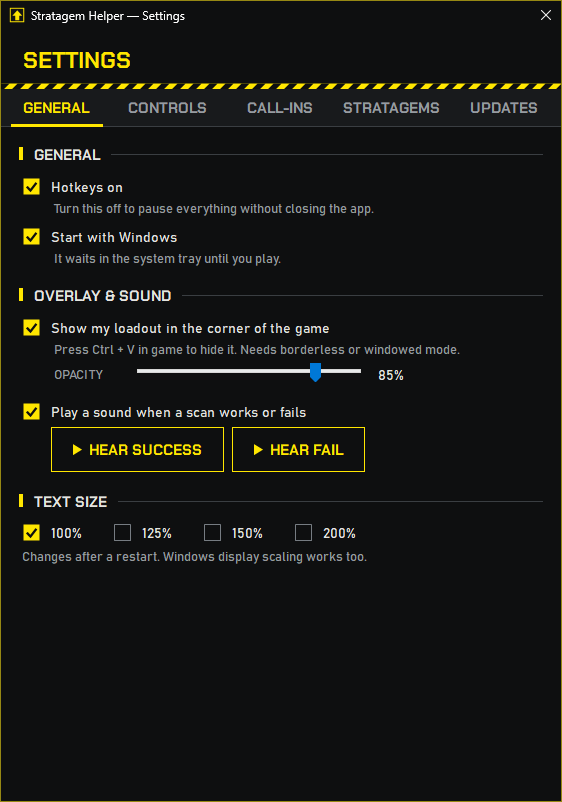 Stratagem Helper — Settings
SETTINGS
GENERAL CONTROLS CALL-INS STRATAGEMS UPDATES
GENERAL
Hotkeys on
Turn this off to pause everything without closing the app.
Start with Windows
It waits in the system tray until you play.
OVERLAY & SOUND
Show my loadout in the corner of the game
Press Ctrl + V in game to hide it. Needs borderless or windowed mode.
OPACITY 85%
Play a sound when a scan works or fails
HEAR SUCCESS HEAR FAIL
TEXT SIZE
100% 125% 150% 200%
Changes after a restart. Windows display scaling works too.